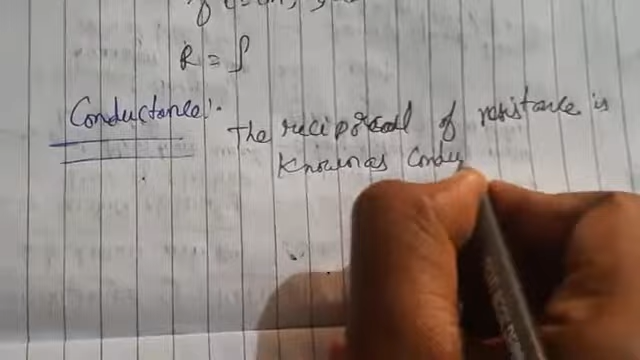 R = ρ
Conductance:-
The reciprocal of resistance is
Known as Condu